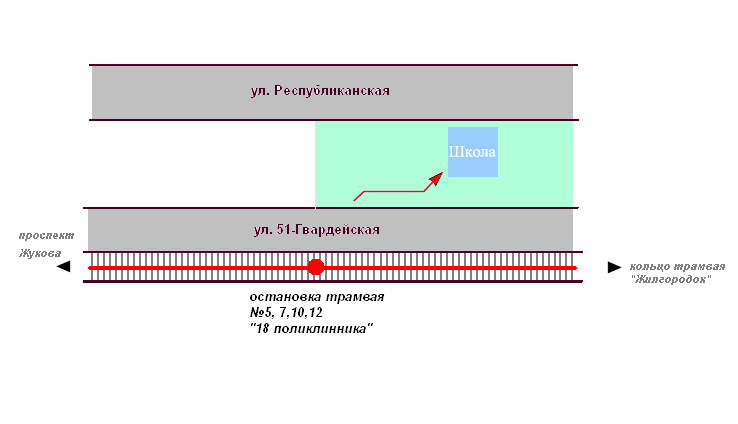 ул. Республиканская
Школа
ул. 51-Гвардейская
проспект
Жукова
кольцо трамвая
"Жилгородок"
остановка трамвая
№5, 7,10,12
"18 поликлинника"